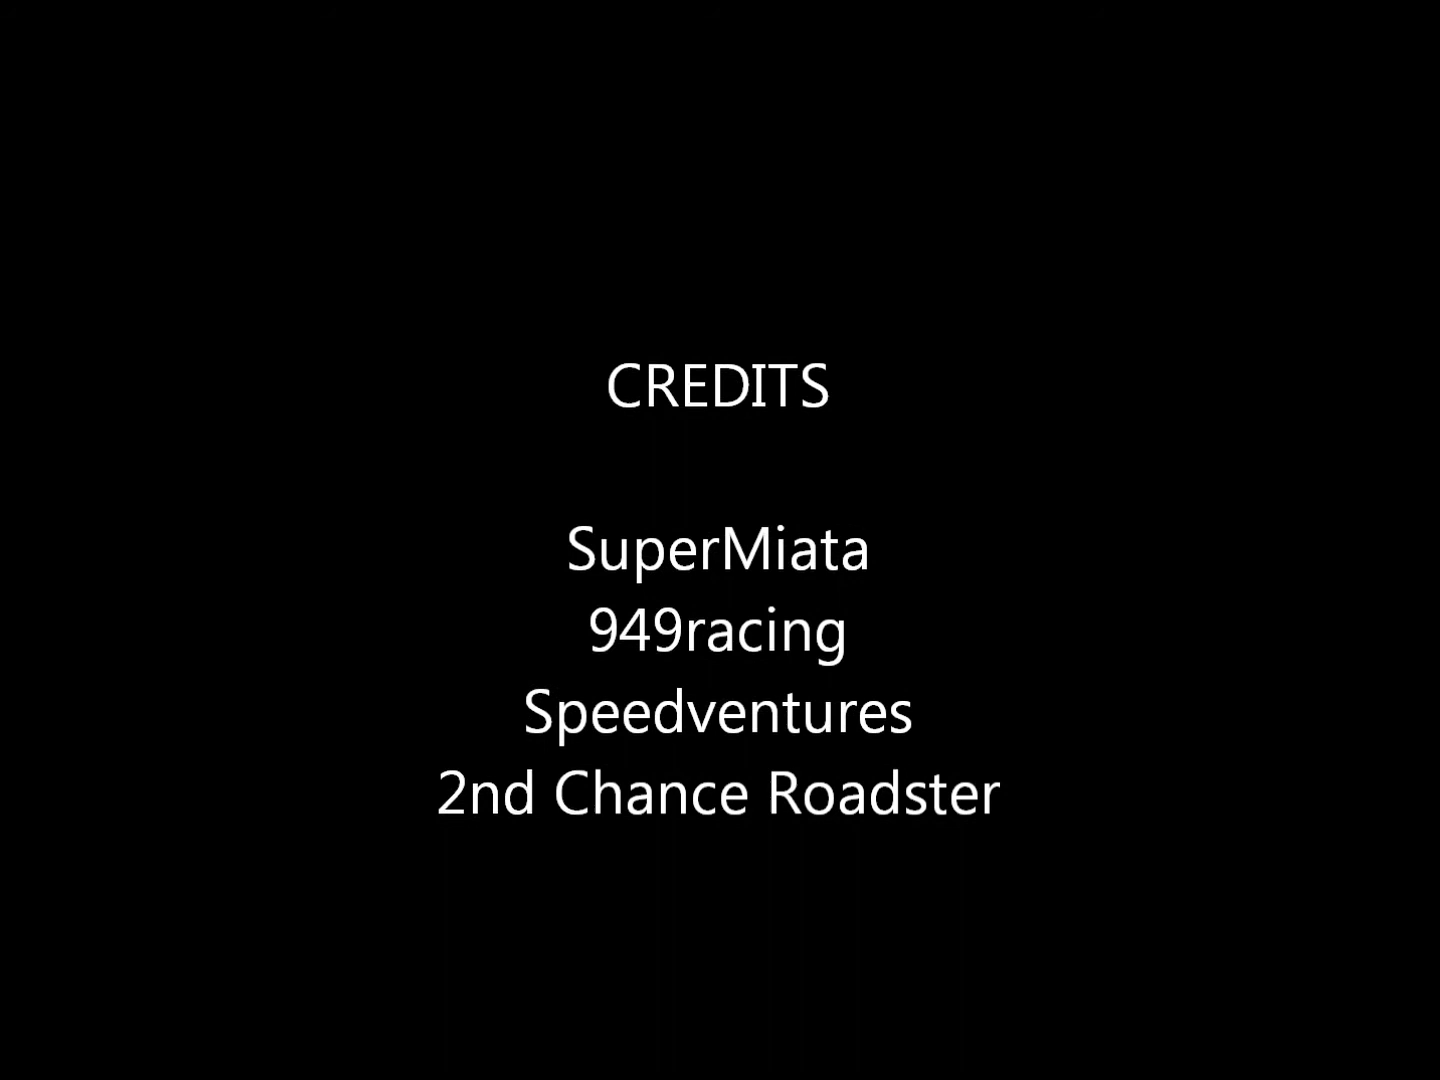 CREDITS
SuperMiata
949racing
Speedventures
2nd Chance Roadster